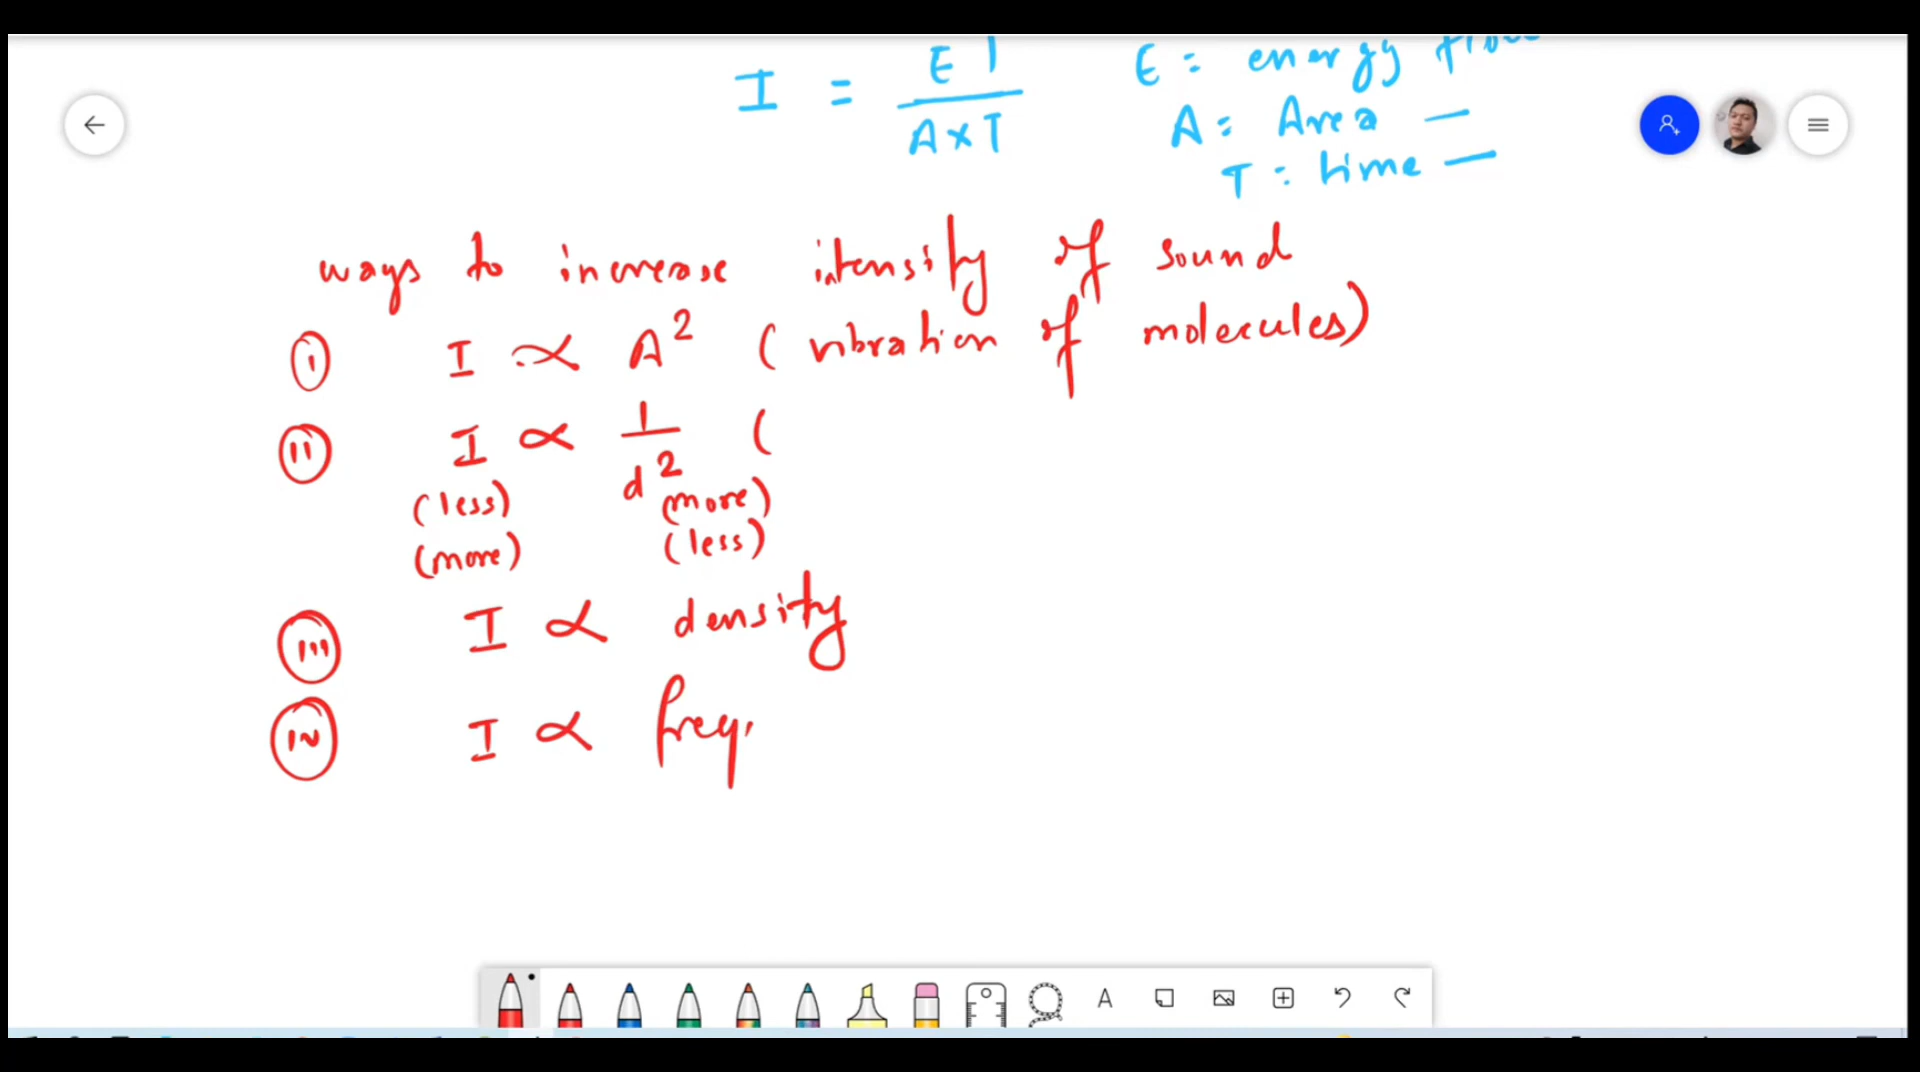 I = E / A×T
E = energy
A = Area —
T = time —
ways to increase intensity of sound
(i) I ∝ A² (vibration of molecules)
(ii) I ∝ 1/d² (
(less) (more)
(more) (less)
(iii) I ∝ density
(iv) I ∝ freq.
A